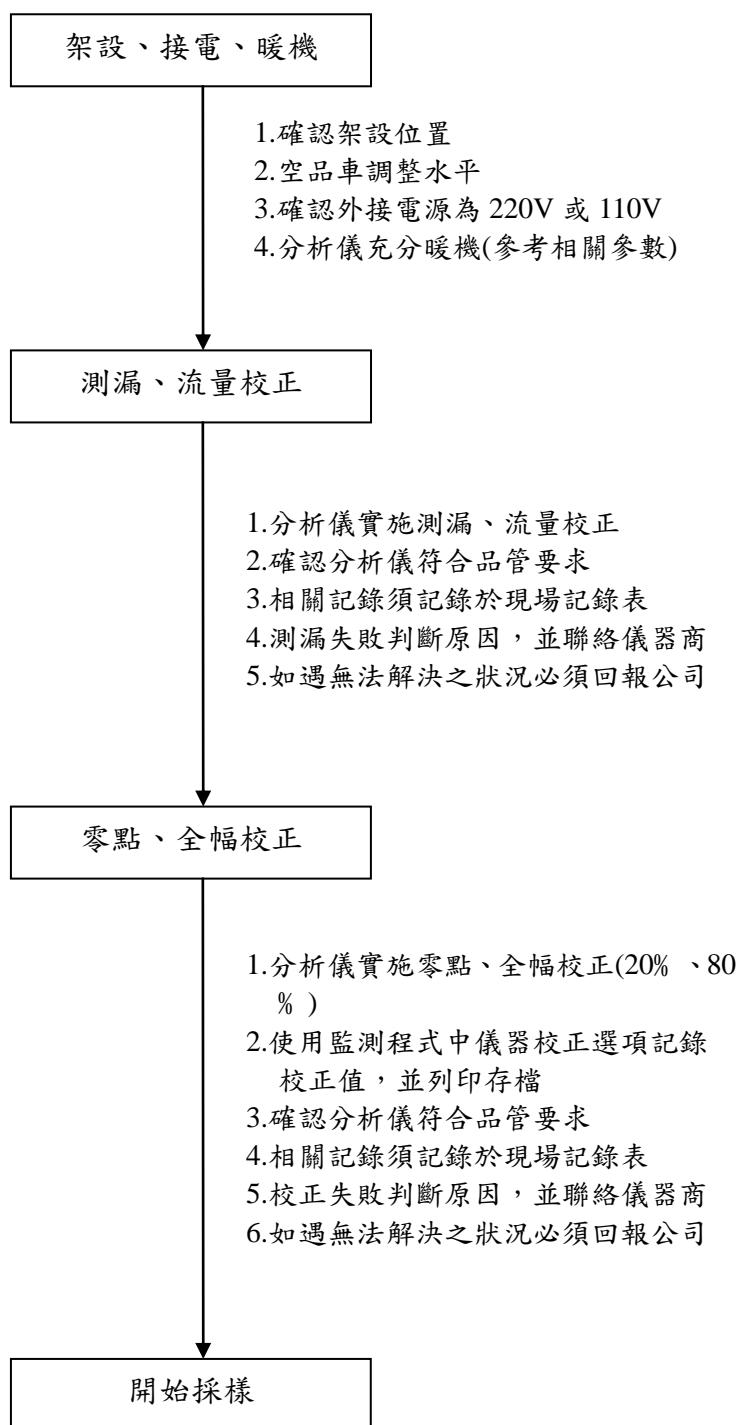 架設、接電、暖機
1.確認架設位置
2.空品車調整水平
3.確認外接電源為 220V 或 110V
4.分析儀充分暖機(參考相關參數)
測漏、流量校正
1.分析儀實施測漏、流量校正
2.確認分析儀符合品管要求
3.相關記錄須記錄於現場記錄表
4.測漏失敗判斷原因，並聯絡儀器商
5.如遇無法解決之狀況必須回報公司
零點、全幅校正
1.分析儀實施零點、全幅校正(20% 、80
% )
2.使用監測程式中儀器校正選項記錄
校正值，並列印存檔
3.確認分析儀符合品管要求
4.相關記錄須記錄於現場記錄表
5.校正失敗判斷原因，並聯絡儀器商
6.如遇無法解決之狀況必須回報公司
開始採樣